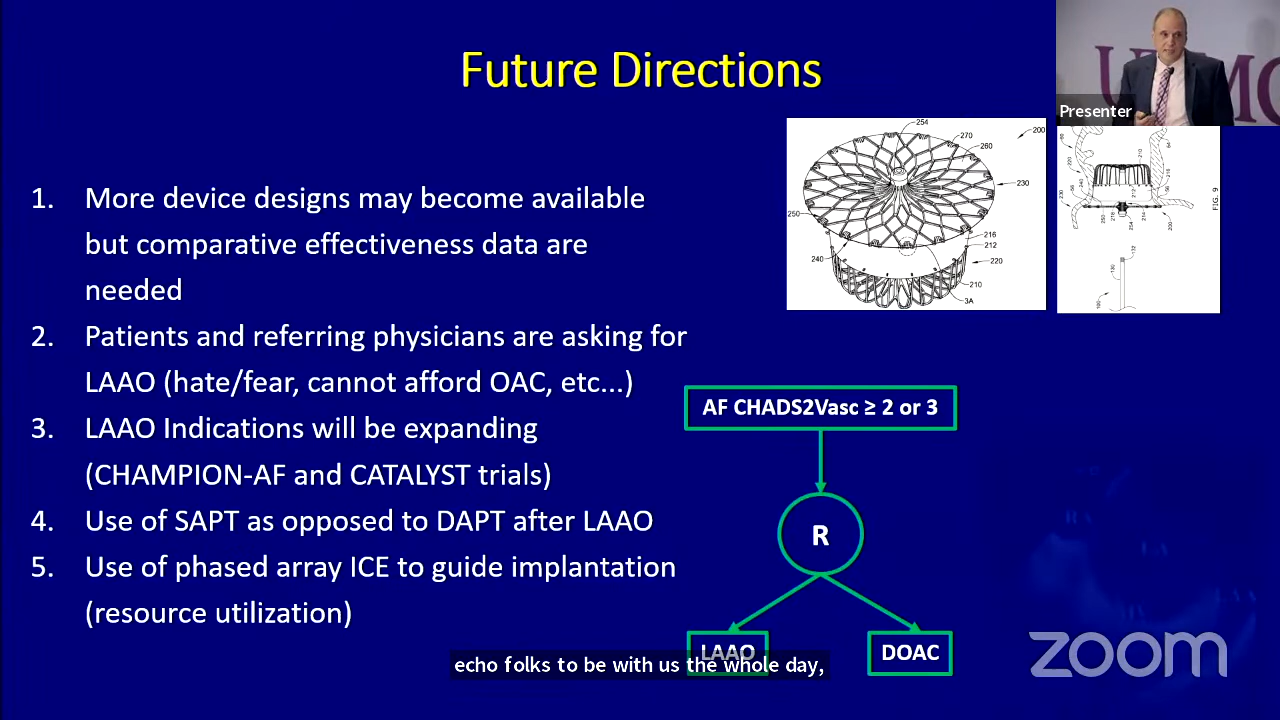 Future Directions
Presenter
1. More device designs may become available
but comparative effectiveness data are
needed
2. Patients and referring physicians are asking for
LAAO (hate/fear, cannot afford OAC, etc...)
3. LAAO Indications will be expanding
(CHAMPION-AF and CATALYST trials)
4. Use of SAPT as opposed to DAPT after LAAO
5. Use of phased array ICE to guide implantation
(resource utilization)
254
270
200
260
230
250
216
212
240
220
210
3A
FIG. 9
AF CHADS2Vasc ≥ 2 or 3
R
LAAO
DOAC
echo folks to be with us the whole day,
zoom